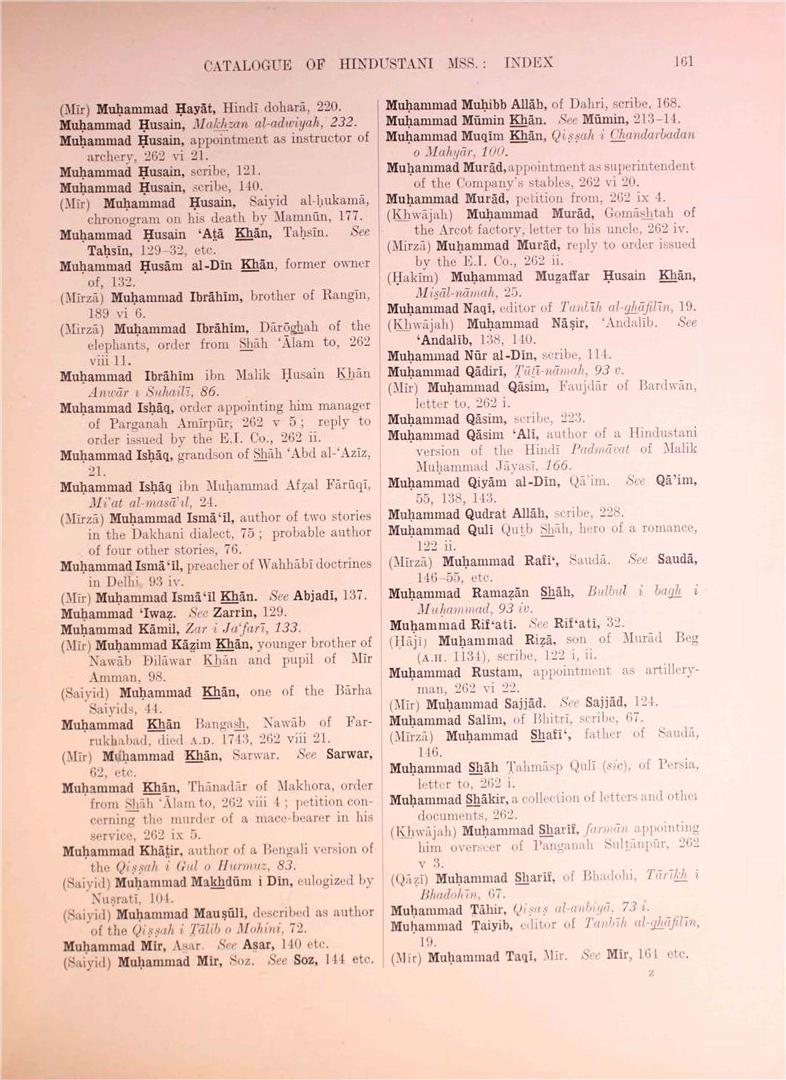 CATALOGUE OF HINDUSTANI MSS.: INDEX 161
(Mīr) Muḥammad Ḥayāt, Hindī doharā, 220.
Muḥammad Ḥusain, Makhzan al-adwiyah, 232.
Muḥammad Ḥusain, appointment as instructor of
archery, 262 vi 21.
Muḥammad Ḥusain, scribe, 121.
Muḥammad Ḥusain, scribe, 140.
(Mīr) Muḥammad Ḥusain, Saiyid al-ḥukamā,
chronogram on his death by Mamnūn, 177.
Muḥammad Ḥusain ‘Aṭā Khān, Taḥsīn. See
Taḥsīn, 129–32, etc.
Muḥammad Ḥusām al-Dīn Khān, former owner
of, 132.
(Mīrzā) Muḥammad Ibrāhīm, brother of Rangīn,
189 vi 6.
(Mirzā) Muḥammad Ibrāhīm, Dārōghah of the
elephants, order from Shāh ‘Ālam to, 262
viii 11.
Muḥammad Ibrāhīm ibn Malik Ḥusain Khān
Anwār i Suhailī, 86.
Muḥammad Isḥāq, order appointing him manager
of Parganah Amīrpūr, 262 v 5; reply to
order issued by the E.I. Co., 262 ii.
Muḥammad Isḥāq, grandson of Shāh ‘Abd al-‘Azīz,
21.
Muḥammad Isḥāq ibn Muḥammad Afẓal Fārūqī,
Mi’at al-masā’il, 24.
(Mīrzā) Muḥammad Ismā‘īl, author of two stories
in the Dakhani dialect, 75; probable author
of four other stories, 76.
Muḥammad Ismā‘īl, preacher of Wahhābī doctrines
in Delhi, 93 iv.
(Mīr) Muḥammad Ismā‘īl Khān. See Abjadī, 137.
Muḥammad ‘Iwaẓ. See Zarrīn, 129.
Muḥammad Kāmil, Zar i Ja‘farī, 133.
(Mīr) Muḥammad Kāẓim Khān, younger brother of
Nawāb Dilāwar Khān and pupil of Mīr
Amman, 98.
(Saiyid) Muḥammad Khān, one of the Bārha
Saiyids, 44.
Muḥammad Khān Bangash, Nawāb of Far-
rukhabad, died A.D. 1743, 262 viii 21.
(Mīr) Muḥammad Khān, Sarwar. See Sarwar,
62, etc.
Muḥammad Khān, Thānadār of Makhora, order
from Shāh ‘Ālam to, 262 viii 4; petition con-
cerning the murder of a mace-bearer in his
service, 262 ix 5.
Muḥammad Khāṭir, author of a Bengali version of
the Qiṣṣah i Gul o Hurmuz, 83.
(Saiyid) Muḥammad Makhdūm i Dīn, eulogized by
Nuṣratī, 104.
(Saiyid) Muḥammad Mauṣūlī, described as author
of the Qiṣṣah i Ṭālib o Mohini, 72.
Muḥammad Mīr, Aṣar. See Aṣar, 140 etc.
(Saiyid) Muḥammad Mīr, Soz. See Soz, 144 etc.
Muḥammad Muḥibb Allāh, of Dahri, scribe, 168.
Muḥammad Mūmin Khān. See Mūmin, 213–14.
Muḥammad Muqīm Khān, Qiṣṣah i Chandarbadan
o Mahyār, 100.
Muḥammad Murād, appointment as superintendent
of the Company's stables, 262 vi 20.
Muḥammad Murād, petition from, 262 ix 4.
(Khwājah) Muḥammad Murād, Gomāshtah of
the Arcot factory, letter to his uncle, 262 iv.
(Mirzā) Muḥammad Murād, reply to order issued
by the E.I. Co., 262 ii.
(Ḥakīm) Muḥammad Muẓaffar Ḥusain Khān,
Miṣāl-nāmah, 25.
Muḥammad Naqī, editor of Tanbīh al-ghāfilīn, 19.
(Khwājah) Muḥammad Nāṣir, ‘Andalīb. See
‘Andalīb, 138, 140.
Muḥammad Nūr al-Dīn, scribe, 114.
Muḥammad Qādirī, Ṭūṭī-nāmah, 93 v.
(Mīr) Muḥammad Qāsim, Faujdār of Bardwān,
letter to, 262 i.
Muḥammad Qāsim, scribe, 223.
Muḥammad Qāsim ‘Alī, author of a Hindustani
version of the Hindī Padmāvat of Malik
Muḥammad Jāyasī, 166.
Muḥammad Qiyām al-Dīn, Qā’im. See Qā’im,
55, 138, 143.
Muḥammad Qudrat Allāh, scribe, 228.
Muḥammad Qulī Quṭb Shāh, hero of a romance,
122 ii.
(Mīrzā) Muḥammad Rafī‘, Saudā. See Saudā,
146–55, etc.
Muḥammad Ramaẓān Shāh, Bulbul i bagh i
Muḥammad, 93 iv.
Muḥammad Rif‘atī. See Rif‘atī, 32.
(Ḥājī) Muḥammad Riẓā, son of Murād Beg
(A.H. 1134), scribe, 122 i, ii.
Muḥammad Rustam, appointment as artillery-
man, 262 vi 22.
(Mīr) Muḥammad Sajjād. See Sajjād, 124.
Muḥammad Salīm, of Bhitrī, scribe, 67.
(Mīrzā) Muḥammad Shafī‘, father of Saudā,
146.
Muḥammad Shāh Ṭahmāsp Qulī (sic), of Persia,
letter to, 262 i.
Muḥammad Shākir, a collection of letters and other
documents, 262.
(Khwājah) Muḥammad Sharīf, farmān appointing
him overseer of Panganah Sulṭānpūr, 262
v 3.
(Qāẓī) Muḥammad Sharīf, of Bhadohi, Tārīkh i
Bhadohīn, 67.
Muḥammad Ṭāhir, Qiṣaṣ al-anbiyā, 73 i.
Muḥammad Ṭaiyib, editor of Tanbīh al-ghāfilīn,
19.
(Mīr) Muḥammad Taqī, Mīr. See Mīr, 161 etc.
z